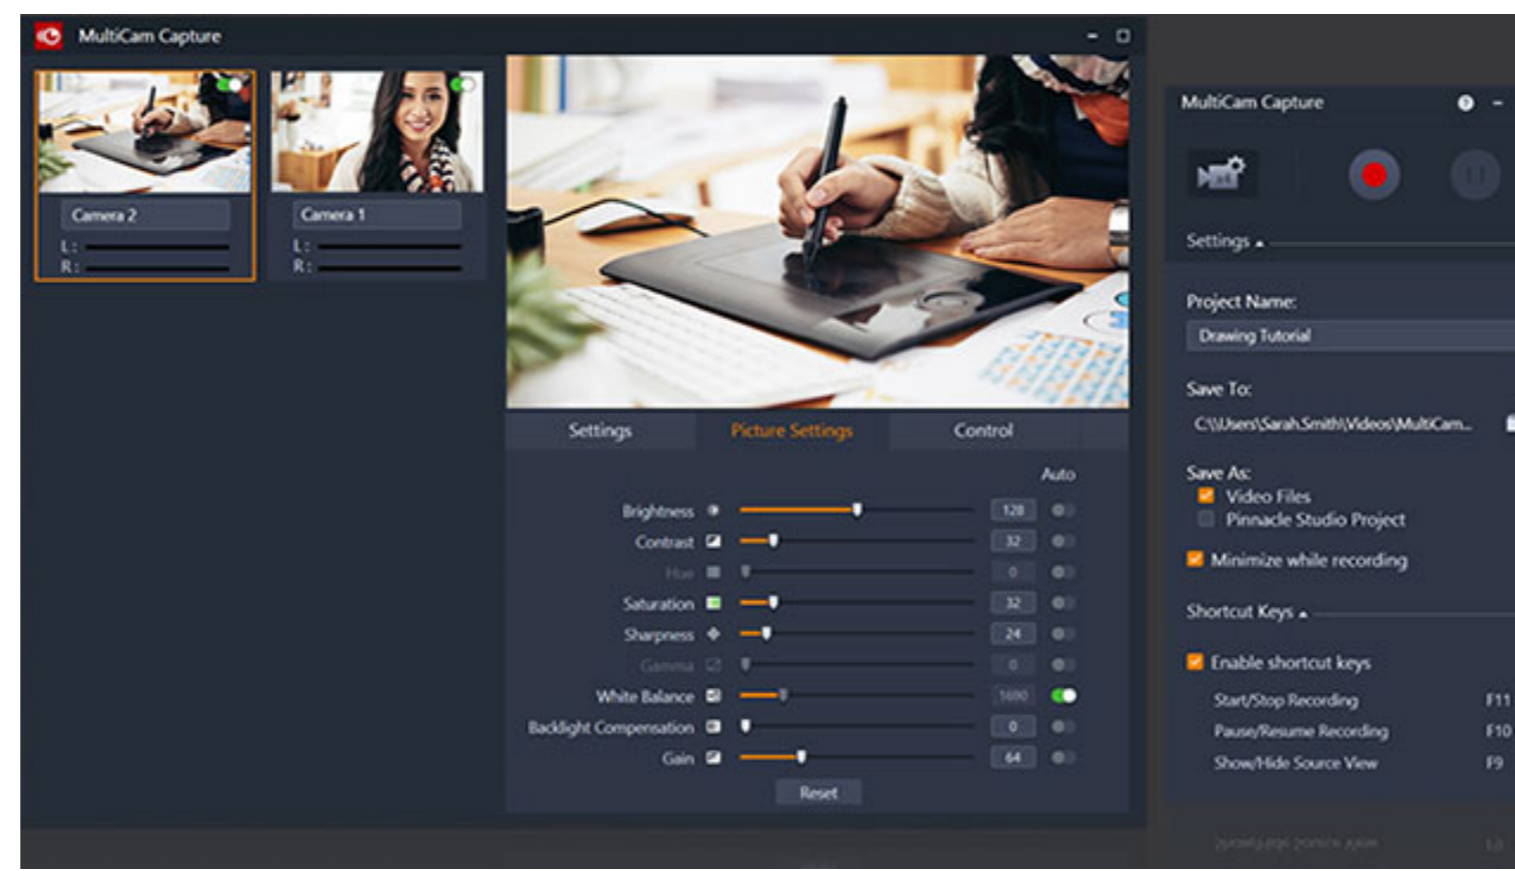 MultiCam Capture
Camera 2
Camera 1
L:
R:
L:
R:
Settings
Picture Settings
Control
Auto
Brightness 128
Contrast 32
Hue 0
Saturation 32
Sharpness 24
Gamma 0
White Balance
Backlight Compensation 0
Gain 64
Reset
MultiCam Capture
Settings
Project Name:
Drawing Tutorial
Save To:
C:\\Users\Sarah.Smith\Videos\MultiCam...
Save As:
Video Files
Pinnacle Studio Project
Minimize while recording
Shortcut Keys
Enable shortcut keys
Start/Stop Recording F11
Pause/Resume Recording F10
Show/Hide Source View F9